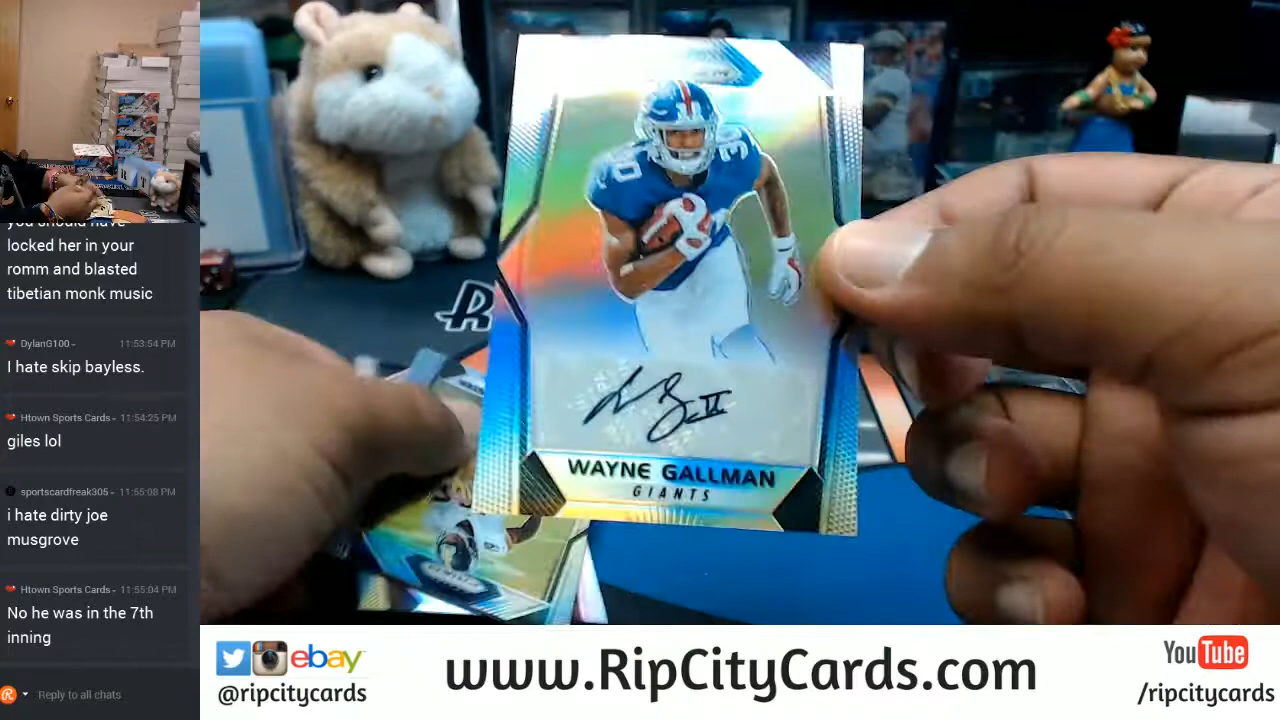 you should have
locked her in your
romm and blasted
tibetian monk music
DylanG100 11:53:54 PM
I hate skip bayless.
Htown Sports Cards 11:54:25 PM
giles lol
sportscardfreak305 11:55:08 PM
i hate dirty joe
musgrove
Htown Sports Cards 11:55:04 PM
No he was in the 7th
inning
Reply to all chats
30
30
R
WAYNE GALLMAN
GIANTS
ebay
@ripcitycards
www.RipCityCards.com
YouTube
/ripcitycards